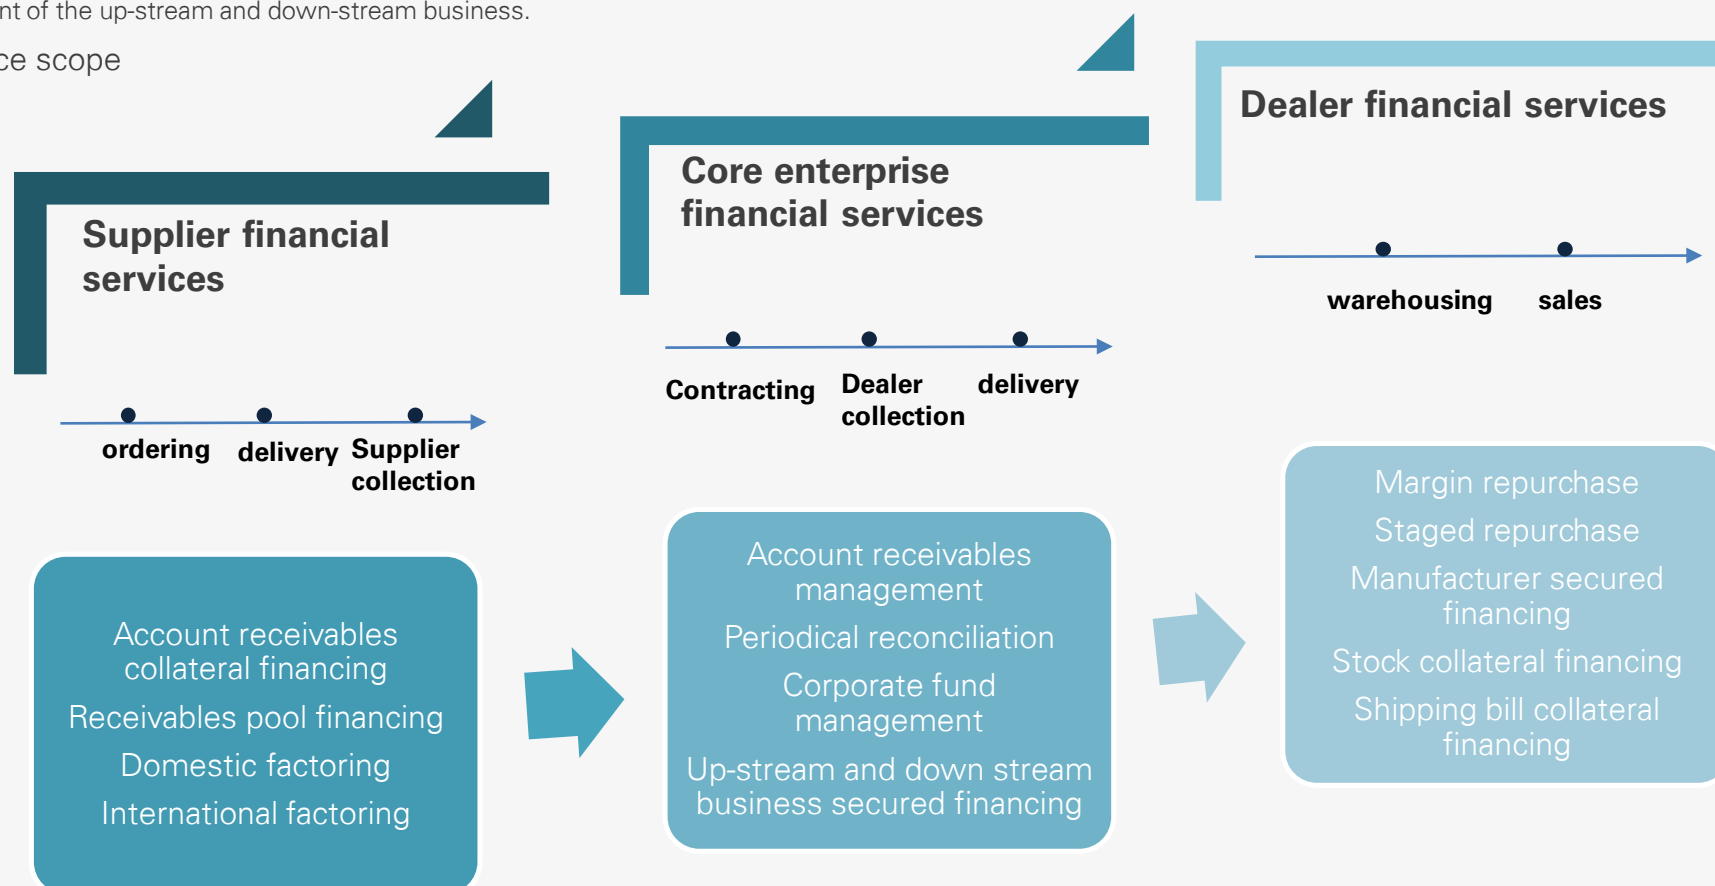 of the up-stream and down-stream business.
scope
Supplier financial
services
ordering
delivery
Supplier
collection
Account receivables
collateral financing
Receivables pool financing
Domestic factoring
International factoring
Core enterprise
financial services
Contracting
Dealer
collection
delivery
Account receivables
management
Periodical reconciliation
Corporate fund
management
Up-stream and down stream
business secured financing
Dealer financial services
warehousing
sales
Margin repurchase
Staged repurchase
Manufacturer secured
financing
Stock collateral financing
Shipping bill collateral
financing